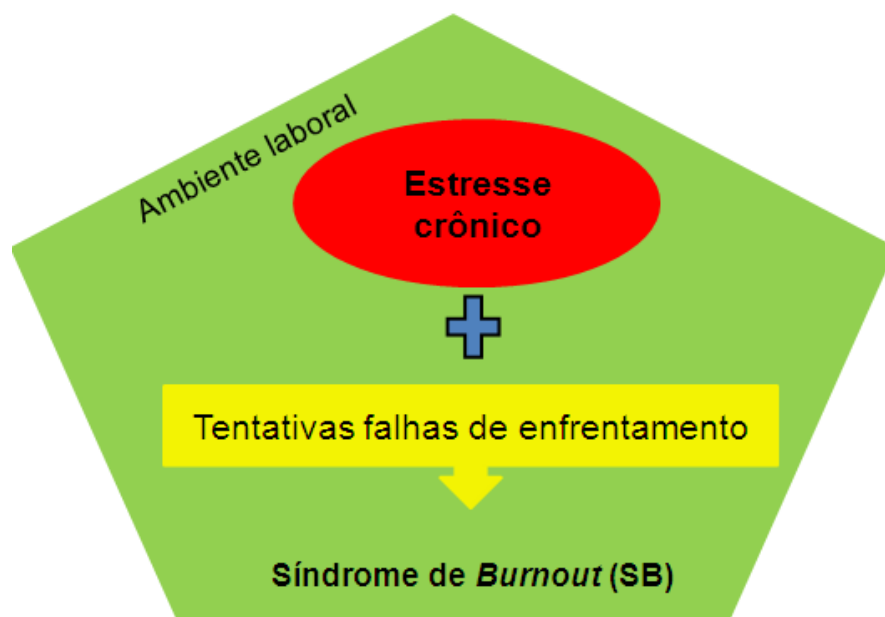 Ambiente laboral
Estresse
crônico
Tentativas falhas de enfrentamento
Síndrome de Burnout (SB)